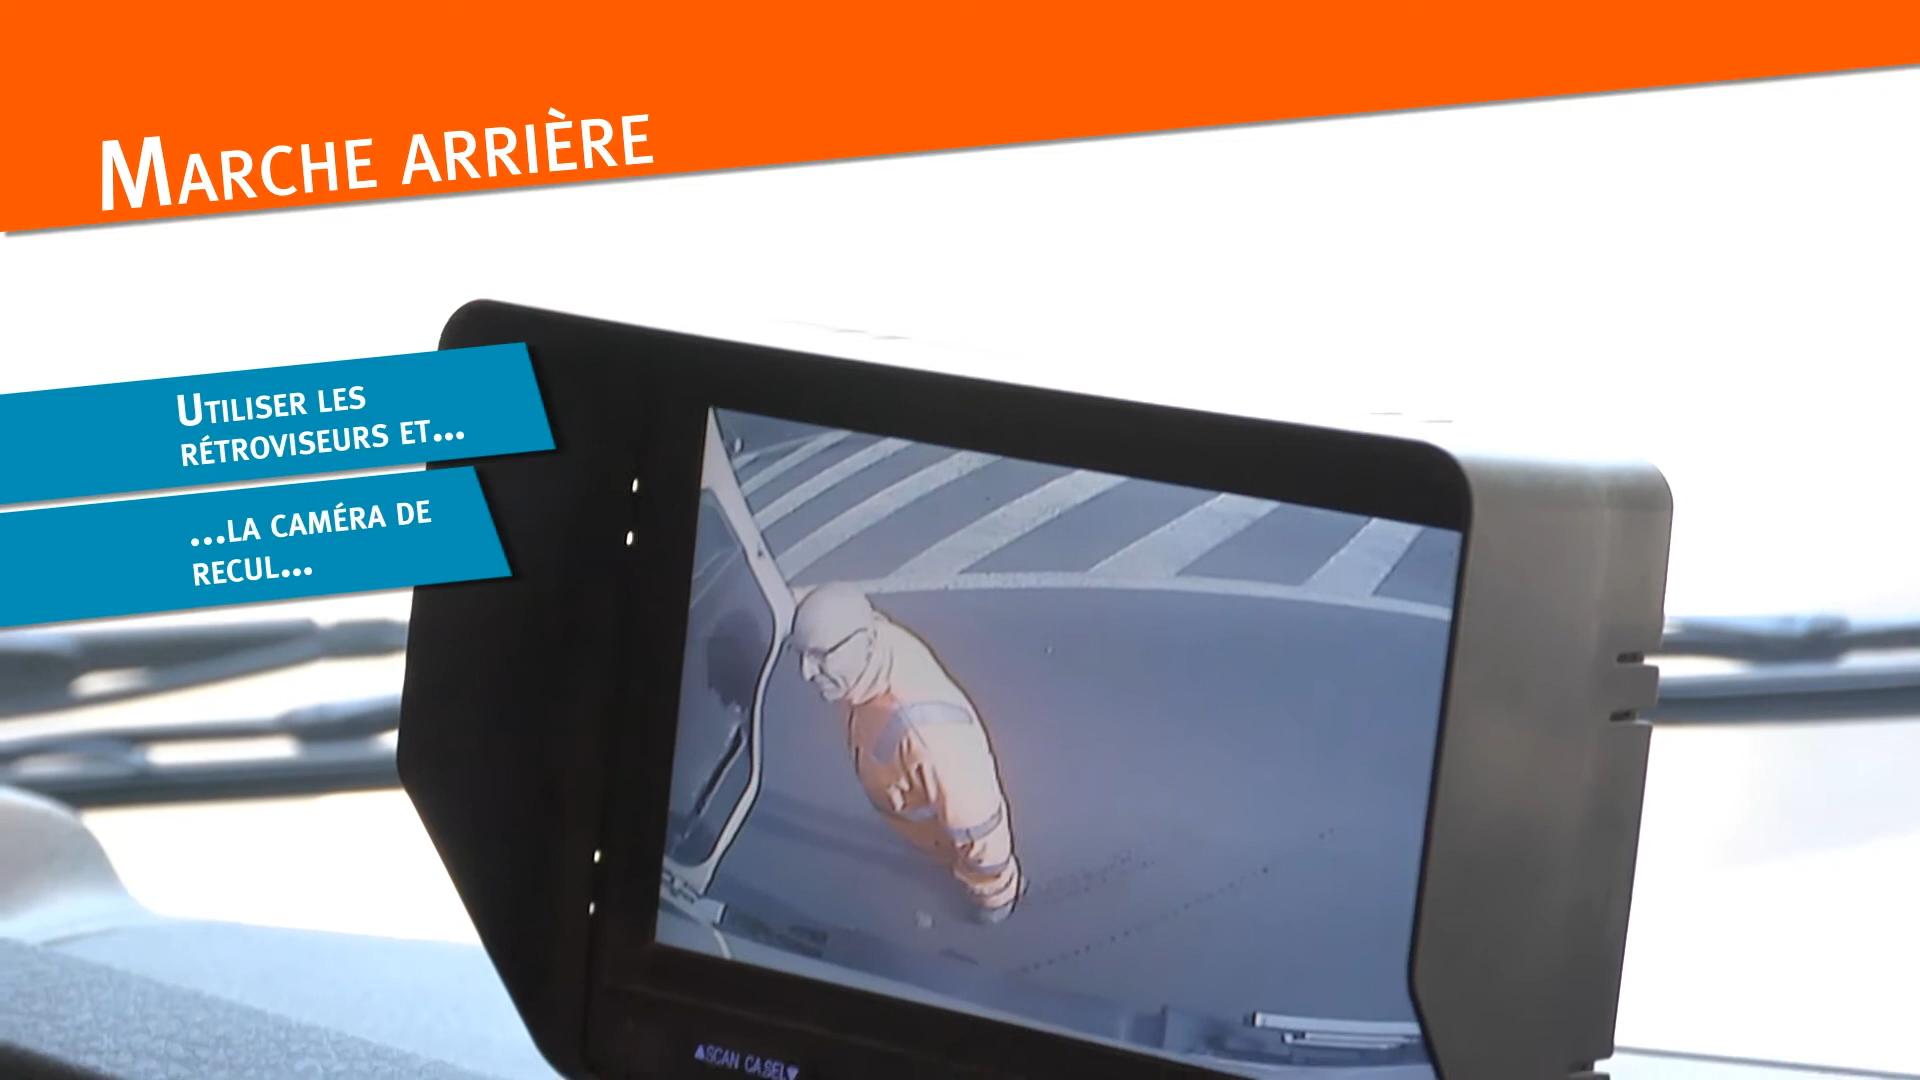 Marche arrière
Utiliser les
rétroviseurs et...
...la caméra de
recul...
▲SCAN CA.SEL▼